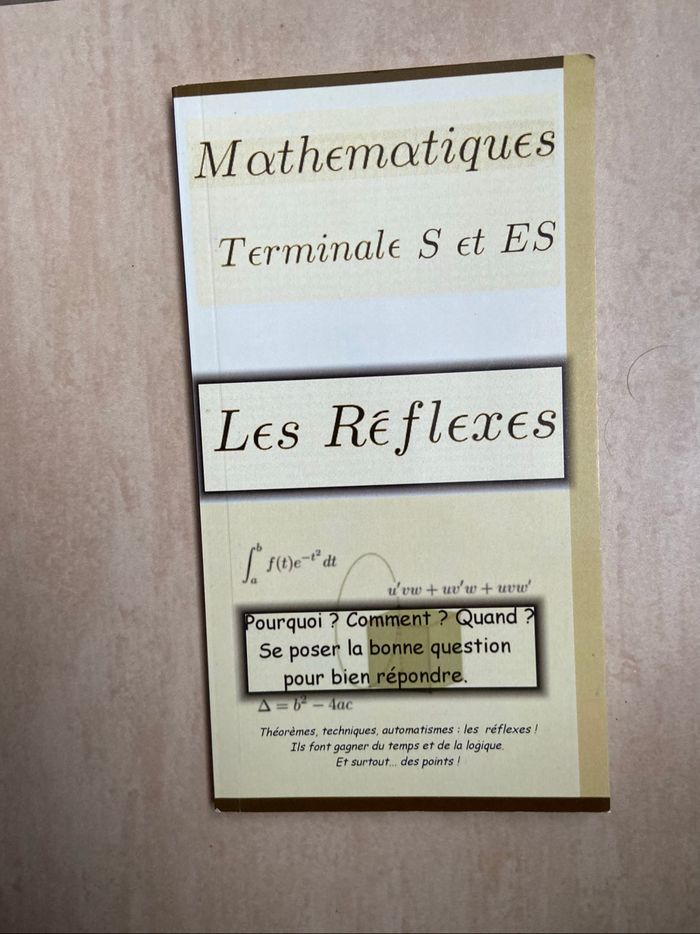 Mathematiques
Terminale S et ES
Les Réflexes
∫ₐᵇ f(t)e^{-t²}dt
u'vw + uv'w + uvw'
Pourquoi ? Comment ? Quand ?
Se poser la bonne question
pour bien répondre.
Δ = b² − 4ac
Théorèmes, techniques, automatismes : les réflexes !
Ils font gagner du temps et de la logique.
Et surtout... des points !